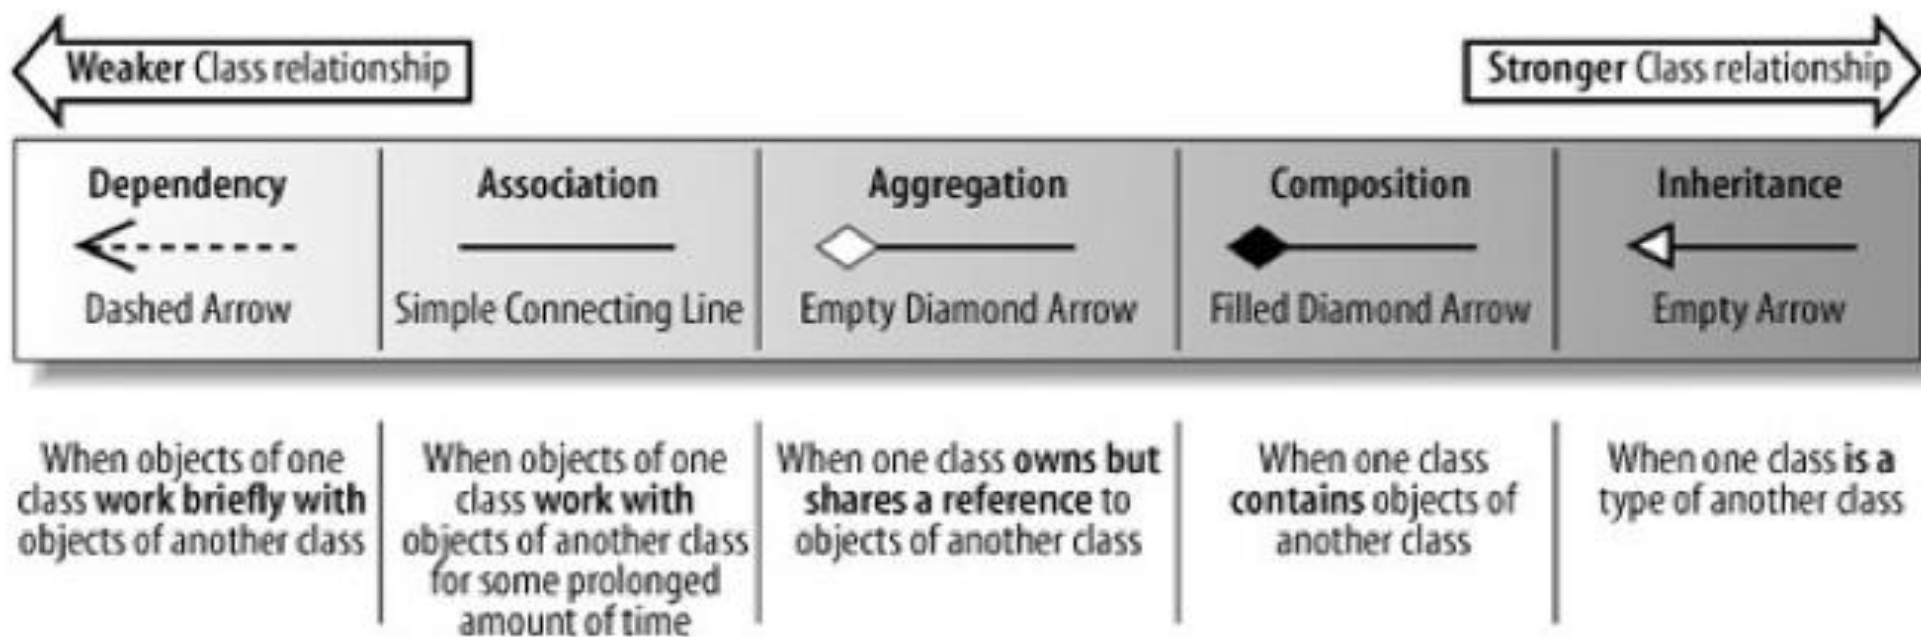 Weaker Class relationship
Stronger Class relationship
Dependency
Dashed Arrow
Association
Simple Connecting Line
Aggregation
Empty Diamond Arrow
Composition
Filled Diamond Arrow
Inheritance
Empty Arrow
When objects of one
class work briefly with
objects of another class
When objects of one
class work with
objects of another class
for some prolonged
amount of time
When one class owns but
shares a reference to
objects of another class
When one class
contains objects of
another class
When one class is a
type of another class